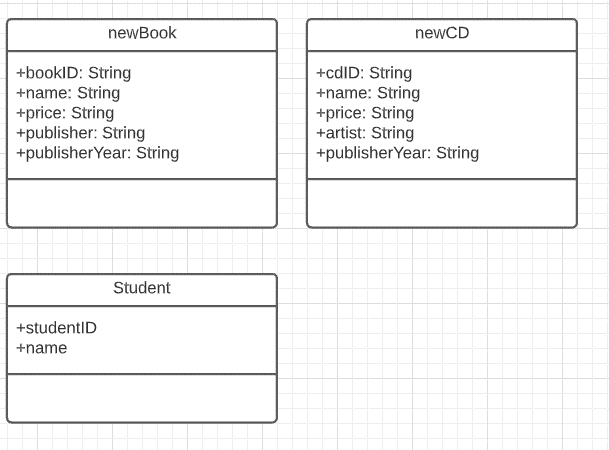 newBook
+bookID: String
+name: String
+price: String
+publisher: String
+publisherYear: String
newCD
+cdID: String
+name: String
+price: String
+artist: String
+publisherYear: String
Student
+studentID
+name